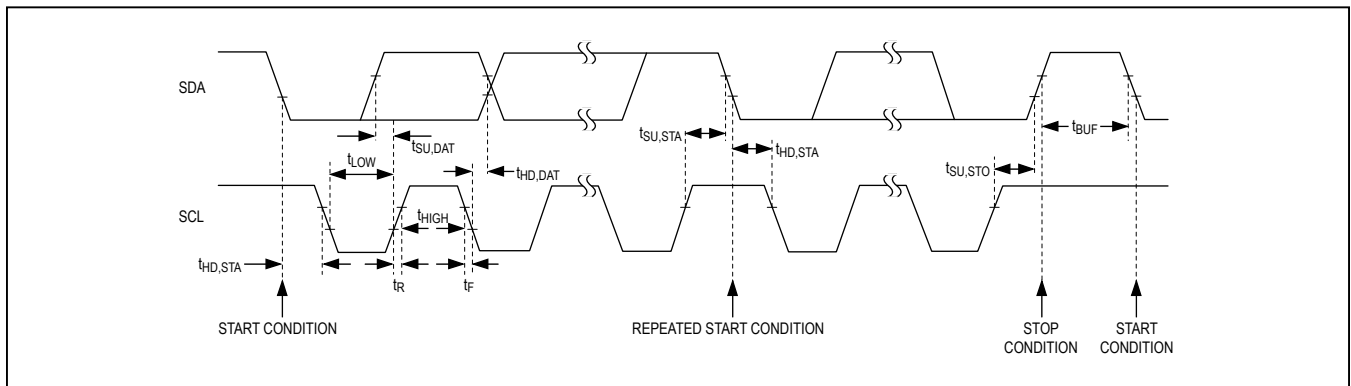 SDA
tSU,DAT
tLOW
tHD,DAT
tSU,STA
tHD,STA
tBUF
tSU,STO
SCL
tHIGH
tHD,STA
tR
tF
START CONDITION
REPEATED START CONDITION
STOP
CONDITION
START
CONDITION